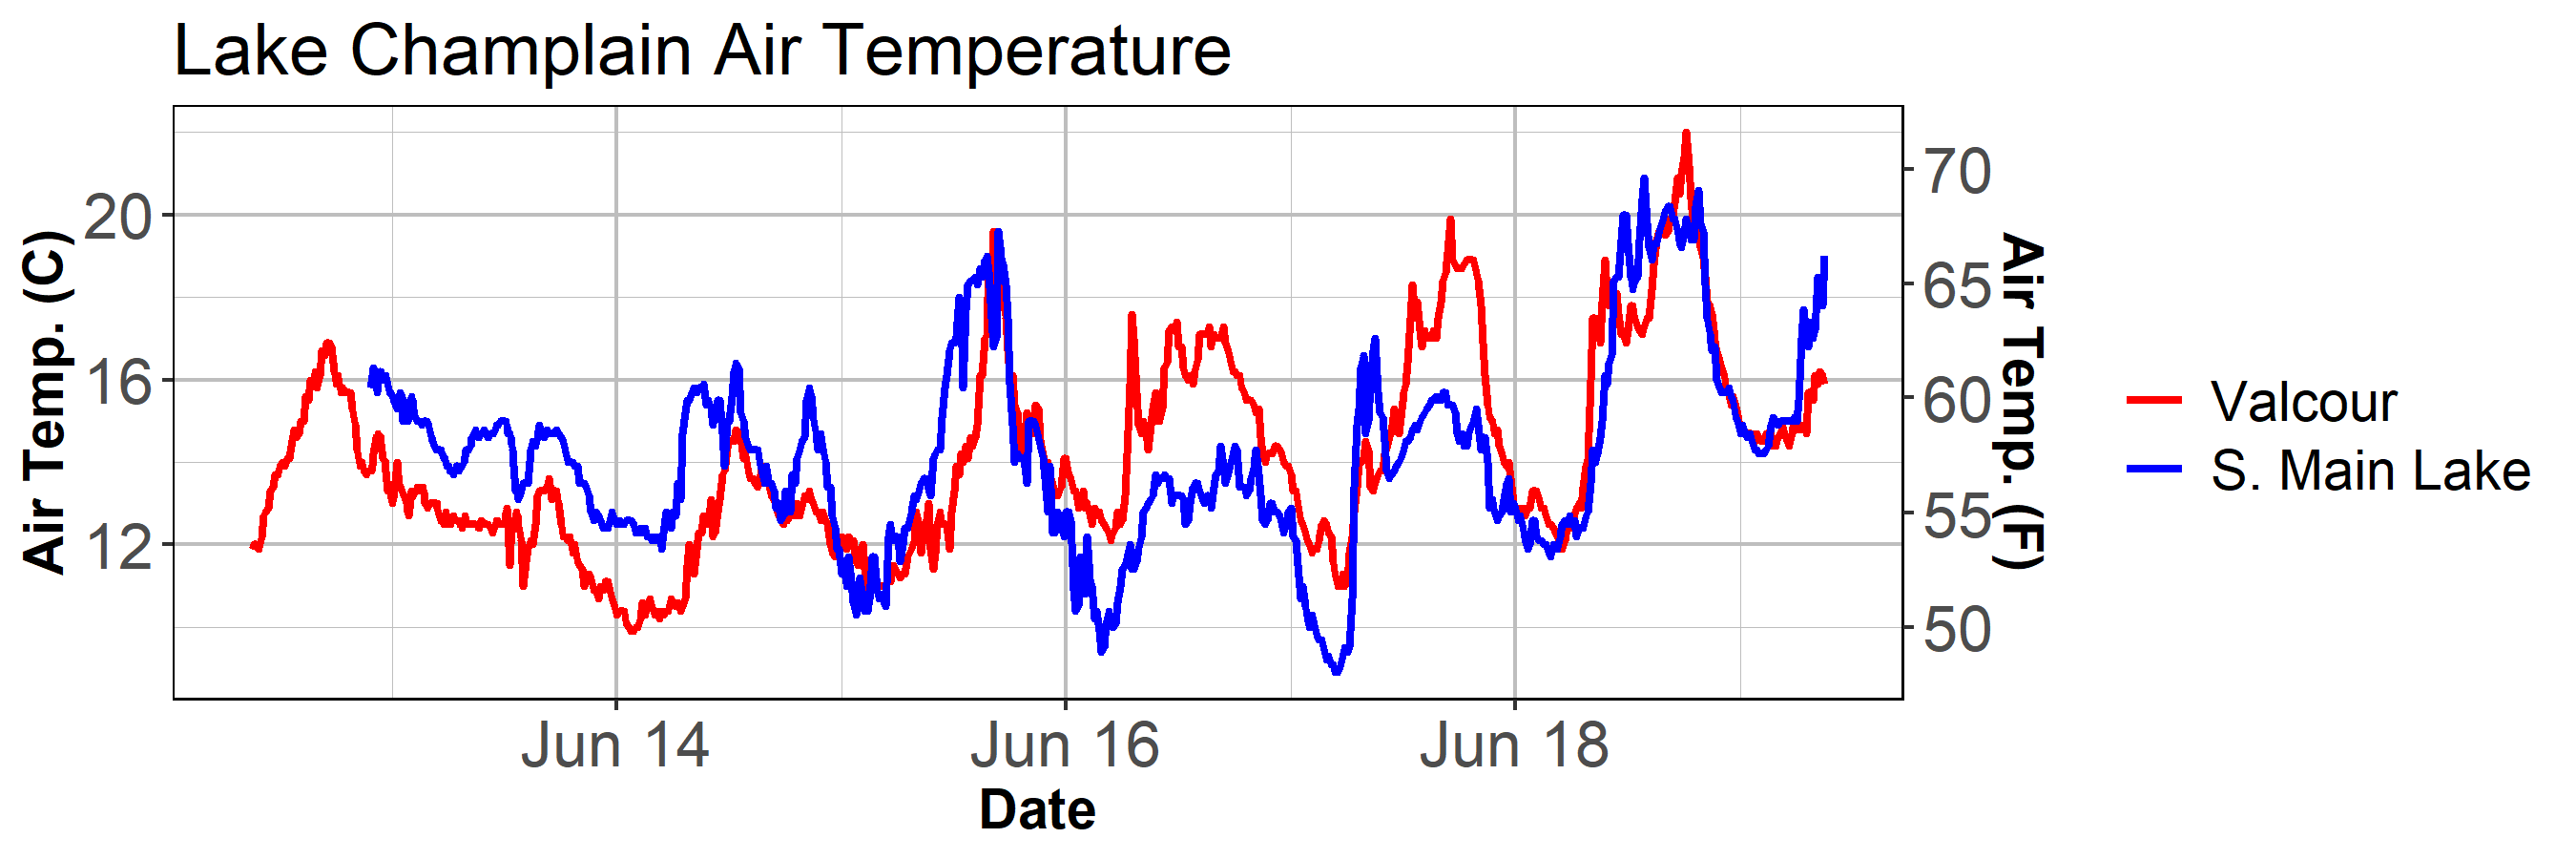 Lake Champlain Air Temperature
Air Temp. (C)
20
16
12
70
65
60
55
50
Air Temp. (F)
Jun 14
Jun 16
Jun 18
Date
Valcour
S. Main Lake